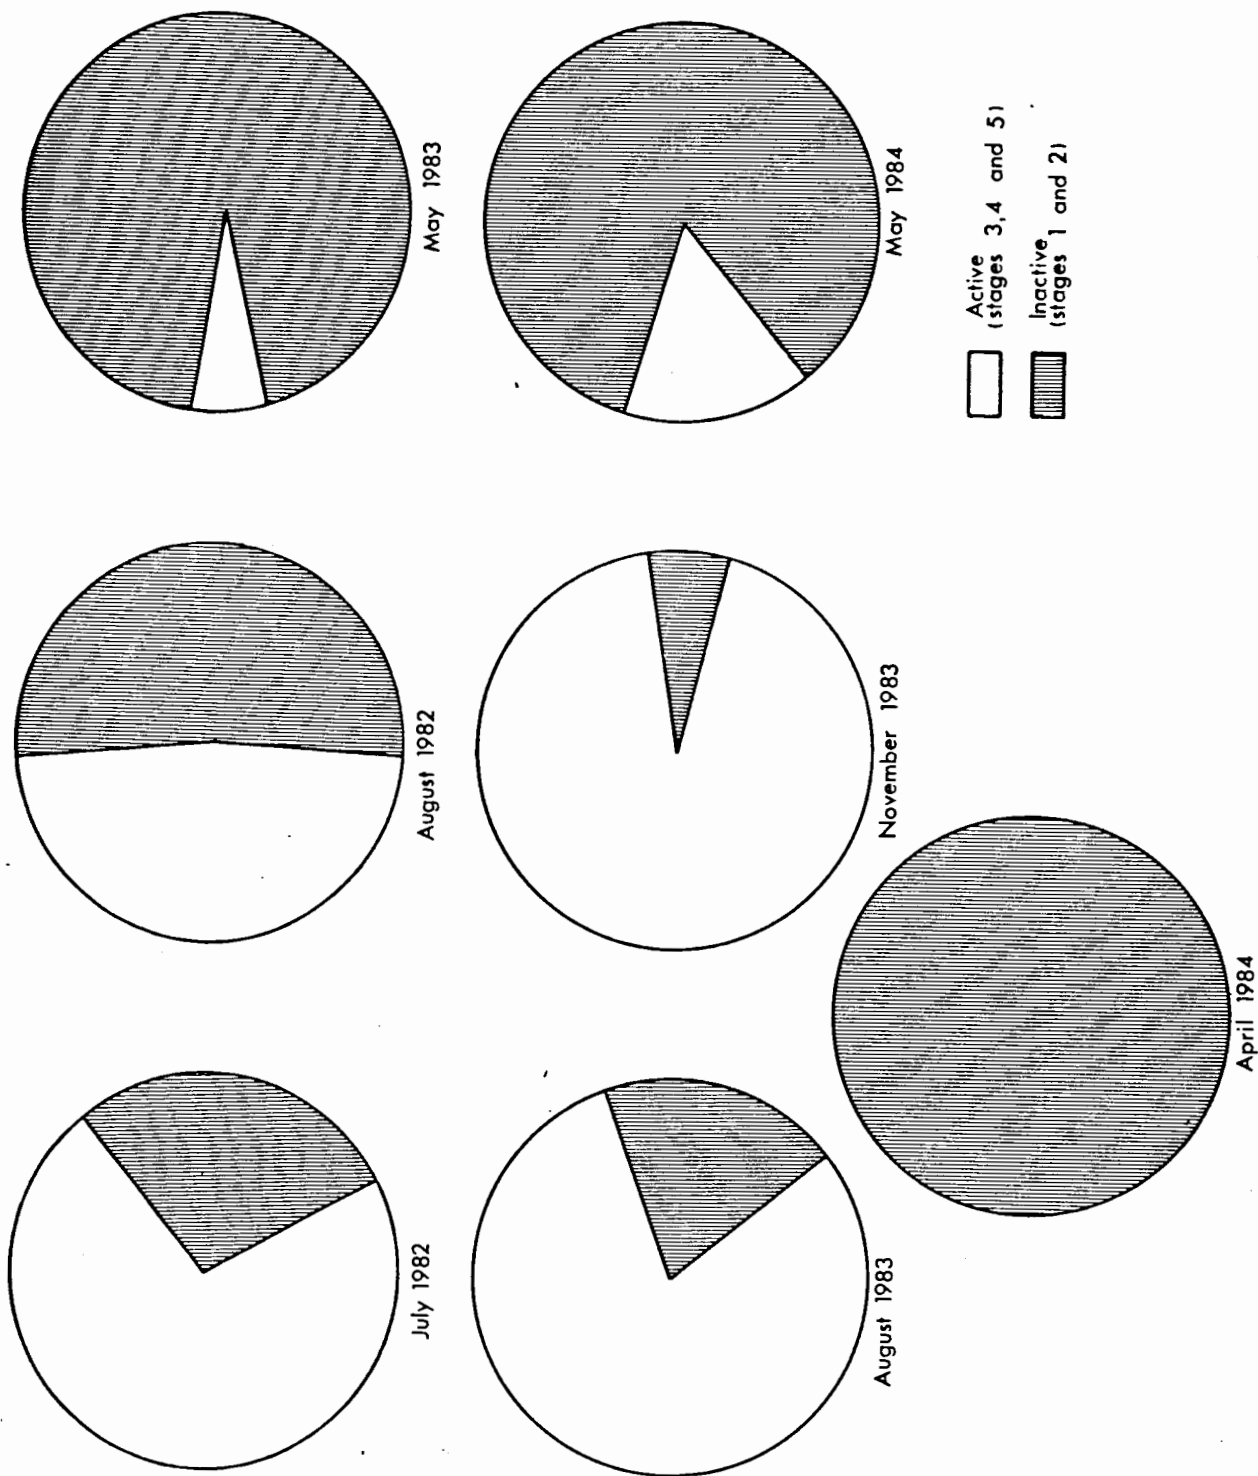 July 1982
August 1982
May 1983
August 1983
November 1983
May 1984
April 1984
Active
(stages 3,4 and 5)
Inactive
(stages 1 and 2)